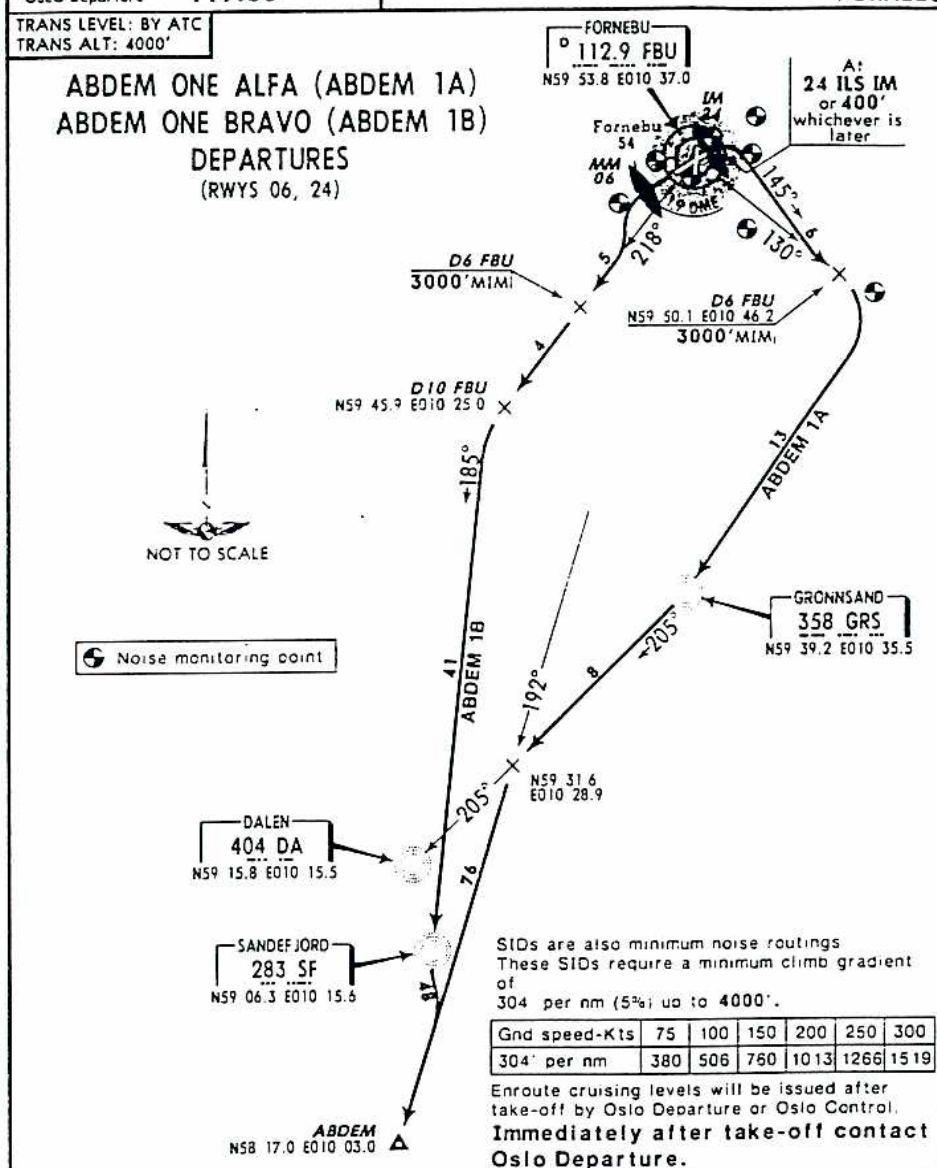 TRANS LEVEL: BY ATC
TRANS ALT: 4000'
ABDEM ONE ALFA (ABDEM 1A)
ABDEM ONE BRAVO (ABDEM 1B)
DEPARTURES
(RWYS 06, 24)
FORNEBU
D 112.9 FBU
N59 53.8 E010 37.0
A:
24 ILS IM
or 400'
whichever is
later
IM
24
Fornebu
54
MM
06
1.9 DME
145°
6
130°
218°
5
D6 FBU
3000' MIM
D6 FBU
N59 50.1 E010 46.2
3000' MIM
4
D10 FBU
N59 45.9 E010 25.0
185°
13
ABDEM 1A
NOT TO SCALE
GRONNSAND
358 GRS
N59 39.2 E010 35.5
205°
8
Noise monitoring point
41
ABDEM 1B
192°
N59 31.6
E010 28.9
205°
DALEN
404 DA
N59 15.8 E010 15.5
76
SANDEFJORD
283 SF
N59 06.3 E010 15.6
48
SIDs are also minimum noise routings
These SIDs require a minimum climb gradient
of
304 per nm (5%) up to 4000'.
Gnd speed-Kts 75 100 150 200 250 300
304' per nm 380 506 760 1013 1266 1519
Enroute cruising levels will be issued after
take-off by Oslo Departure or Oslo Control.
Immediately after take-off contact
Oslo Departure.
ABDEM
N58 17.0 E010 03.0